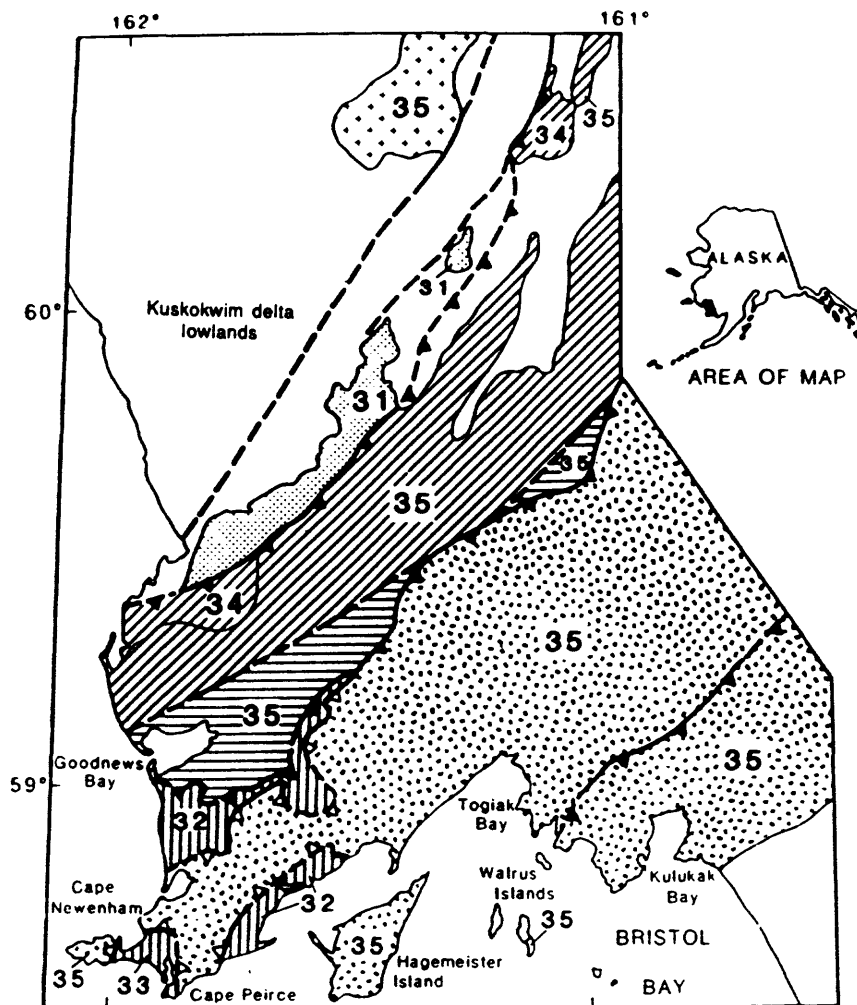 162°
161°
35
34
35
31
60°
Kuskokwim delta
lowlands
ALASKA
AREA OF MAP
31
35
35
34
35
35
Goodnews
Bay
59°
35
Togiak
Bay
32
Cape
Newenham
32
Walrus
Islands
Kulukak
Bay
35
35
Hagemeister
Island
BRISTOL
BAY
35
33
Cape Peirce